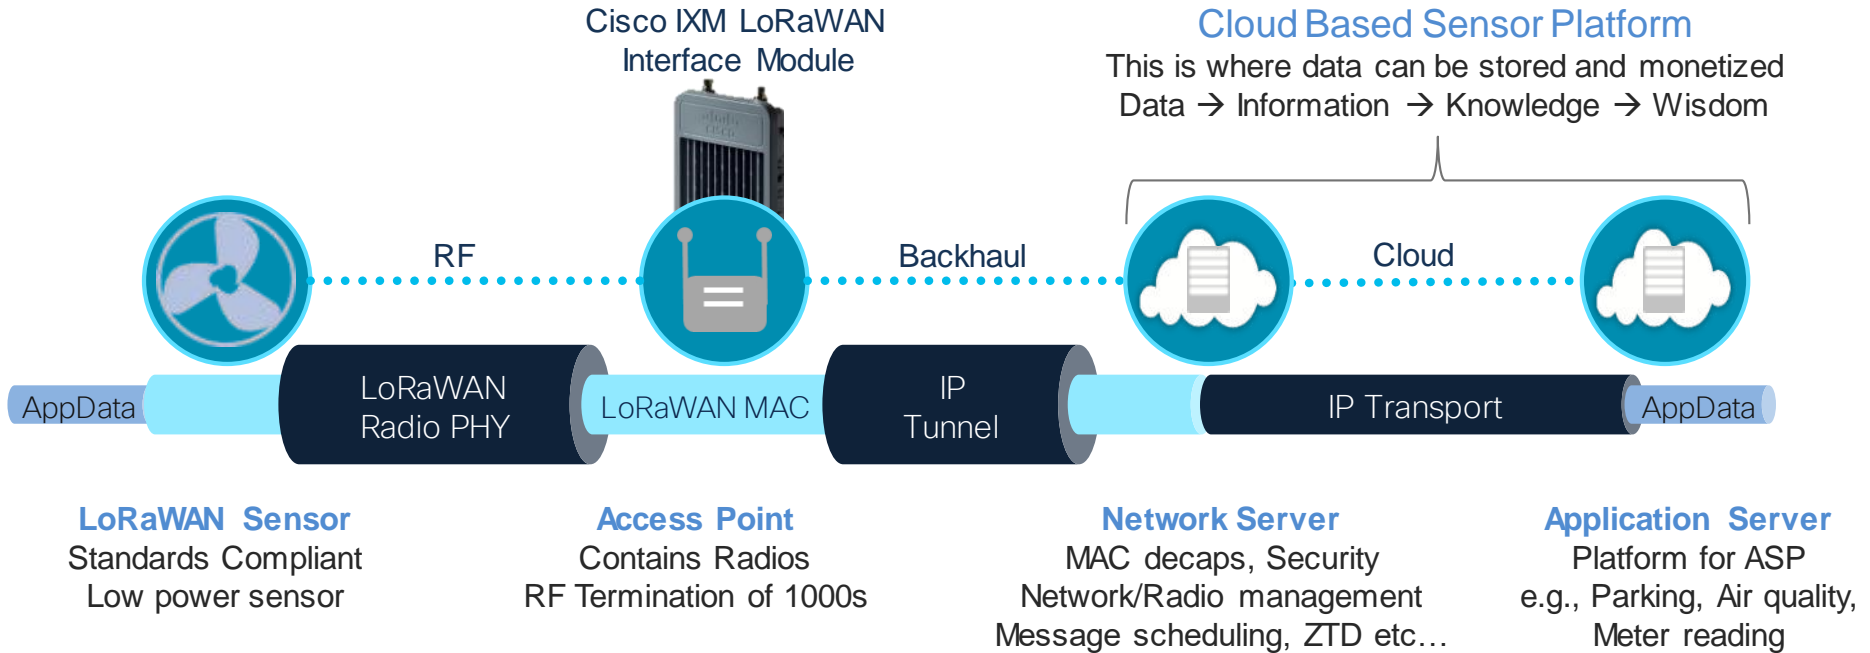 Cisco IXM LoRaWAN
Interface Module
Cloud Based Sensor Platform
This is where data can be stored and monetized
Data → Information → Knowledge → Wisdom
CISCO
RF
Backhaul
Cloud
AppData
LoRaWAN
Radio PHY
LoRaWAN MAC
IP
Tunnel
IP Transport
AppData
LoRaWAN Sensor
Standards Compliant
Low power sensor
Access Point
Contains Radios
RF Termination of 1000s
Network Server
MAC decaps, Security
Network/Radio management
Message scheduling, ZTD etc…
Application Server
Platform for ASP
e.g., Parking, Air quality,
Meter reading